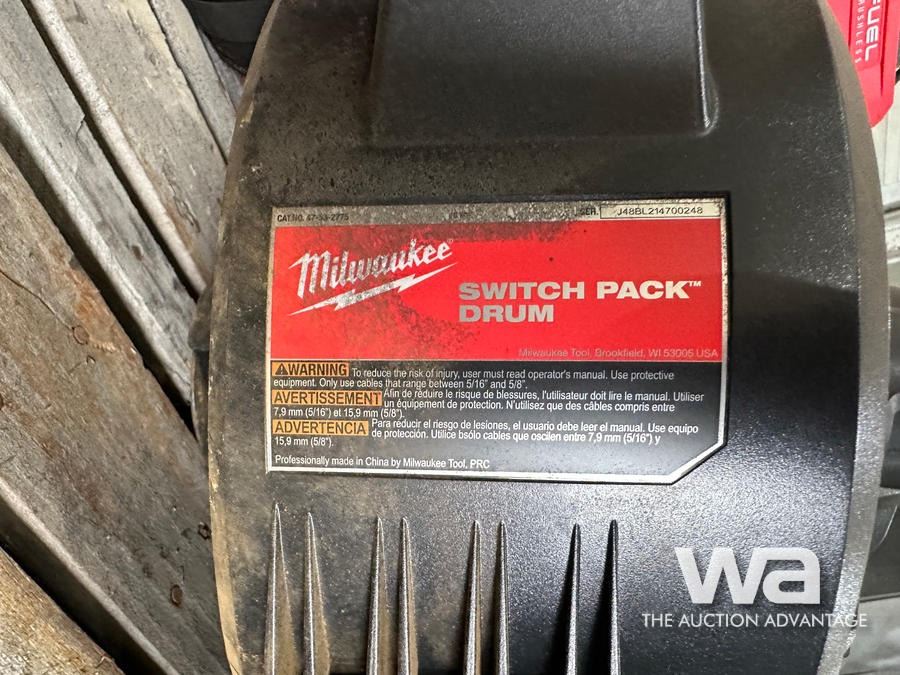 FUEL
BRUSHLESS
CAT.NO. 47-53-2775
SER. J48BL214700248
Milwaukee®
SWITCH PACK™
DRUM
Milwaukee Tool, Brookfield, WI 53005 USA
WARNING To reduce the risk of injury, user must read operator's manual. Use protective
equipment. Only use cables that range between 5/16" and 5/8".
AVERTISSEMENT Afin de réduire le risque de blessures, l'utilisateur doit lire le manual. Utiliser
un équipement de protection. N'utilisez que des câbles compris entre
7,9 mm (5/16") et 15,9 mm (5/8").
ADVERTENCIA Para reducir el riesgo de lesiones, el usuario debe leer el manual. Use equipo
de protección. Utilice bsólo cables que oscilen entre 7,9 mm (5/16") y
15,9 mm (5/8").
Professionally made in China by Milwaukee Tool, PRC
wa
THE AUCTION ADVANTAGE